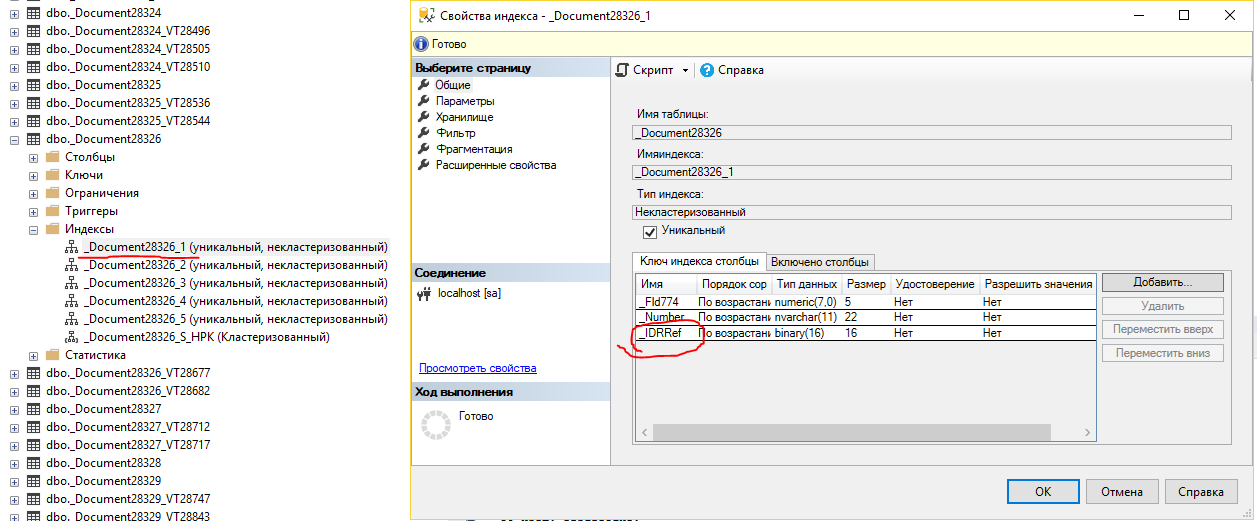 dbo._Document28324
dbo._Document28324_VT28496
dbo._Document28324_VT28505
dbo._Document28324_VT28510
dbo._Document28325
dbo._Document28325_VT28536
dbo._Document28325_VT28544
dbo._Document28326
Столбцы
Ключи
Ограничения
Триггеры
Индексы
_Document28326_1 (уникальный, некластеризованный)
_Document28326_2 (уникальный, некластеризованный)
_Document28326_3 (уникальный, некластеризованный)
_Document28326_4 (уникальный, некластеризованный)
_Document28326_5 (уникальный, некластеризованный)
_Document28326_S_HPK (Кластеризованный)
Статистика
dbo._Document28326_VT28677
dbo._Document28326_VT28682
dbo._Document28327
dbo._Document28327_VT28712
dbo._Document28327_VT28717
dbo._Document28328
dbo._Document28329
dbo._Document28329_VT28747
dbo._Document28329_VT28843
Свойства индекса - _Document28326_1
Готово
Выберите страницу
Общие
Параметры
Хранилище
Фильтр
Фрагментация
Расширенные свойства
Соединение
localhost [sa]
Просмотреть свойства
Ход выполнения
Готово
Скрипт
Справка
Имя таблицы:
_Document28326
Имяиндекса:
_Document28326_1
Тип индекса:
Некластеризованный
Уникальный
Ключ индекса столбцы Включено столбцы
Имя Порядок сор Тип данных Размер Удостоверение Разрешить значения
_Fld774 По возрастани numeric(7,0) 5 Нет Нет
_Number По возрастани nvarchar(11) 22 Нет Нет
_IDRRef По возрастани binary(16) 16 Нет Нет
Добавить...
Удалить
Переместить вверх
Переместить вниз
OK Отмена Справка